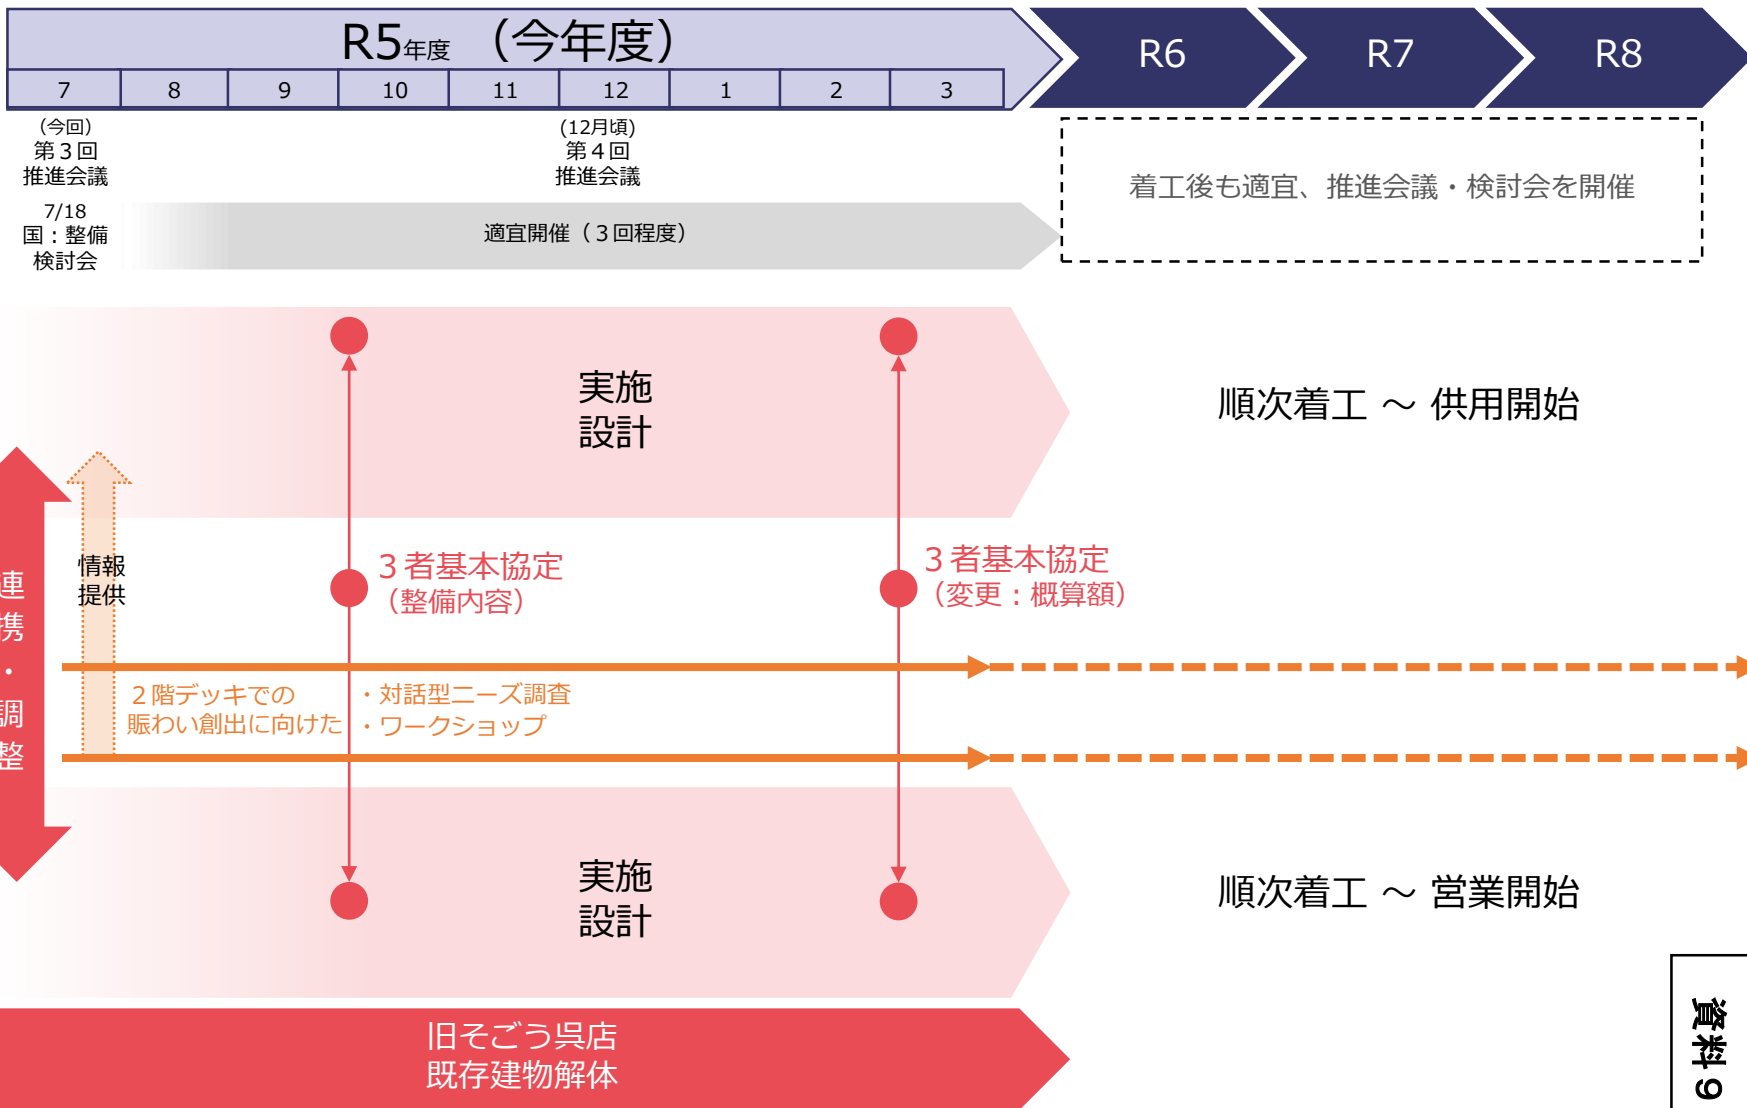 R5年度 （今年度）
R6
R7
R8
7 8 9 10 11 12 1 2 3
（今回）
第３回
推進会議
(12月頃)
第４回
推進会議
着工後も適宜、推進会議・検討会を開催
7/18
国：整備
検討会
適宜開催（３回程度）
実施
設計
順次着工 ～ 供用開始
情報
提供
連携・調整
３者基本協定
（整備内容）
３者基本協定
（変更：概算額）
２階デッキでの
賑わい創出に向けた
・対話型ニーズ調査
・ワークショップ
実施
設計
順次着工 ～ 営業開始
旧そごう呉店
既存建物解体
資料９